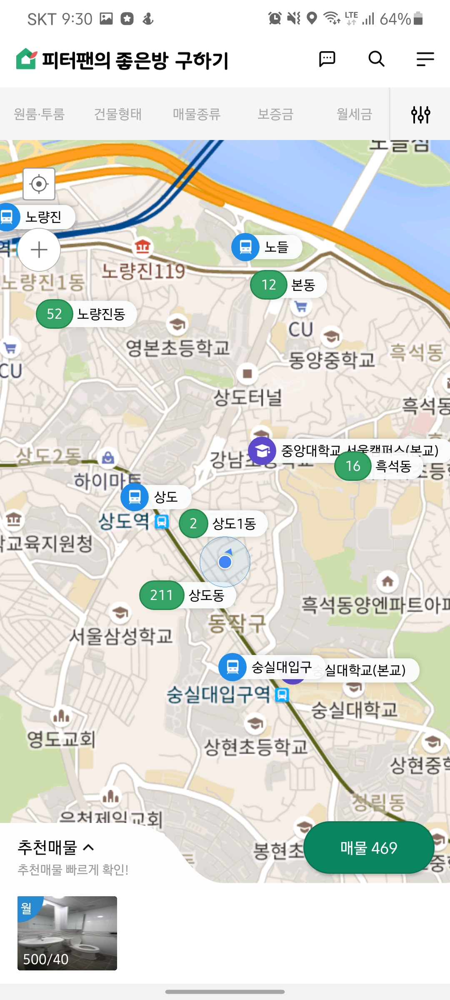 SKT 9:30
LTE 64%
피터팬의 좋은방 구하기
원룸·투룸 건물형태 매물종류 보증금 월세금
노들섬
노량진
역
노들
노량진119
노량진1동
12 본동
52 노량진동
CU
영본초등학교
동양중학교
흑석동
CU
상도터널
흑석동
상도2동
중앙대학교 서울캠퍼스(본교)
16 흑석동
하이마트
상도
상도역
2 상도1동
교육지원청
211 상도동
흑석동양엔파트아파
동작구
서울삼성학교
숭실대입구
숭실대학교(본교)
숭실대입구역
숭실대학교
영도교회
상현초등학교
상현중학
청림동
은천제일교회
추천매물
추천매물 빠르게 확인!
봉현초
매물 469
월
500/40